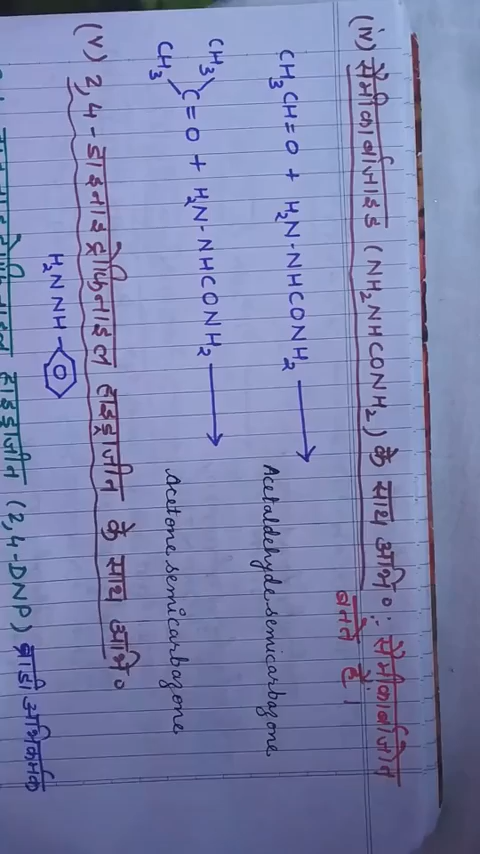 (iv) सेमीकार्बाजाइड (NH₂NHCONH₂) के साथ अभि० : सेमीकार्बाजोन
बनते हैं।
CH₃CH=O + H₂N-NHCONH₂ ⟶ Acetaldehyde semicarbazone
CH₃
CH₃ C=O + H₂N-NHCONH₂ ⟶ Acetone semicarbazone
(v) 2,4-डाइनाइट्रोफेनाइल हाइड्राजीन के साथ अभि०
H₂NNH-
हाइड्राजीन (2,4-DNP) ब्राडी अभिकर्मक